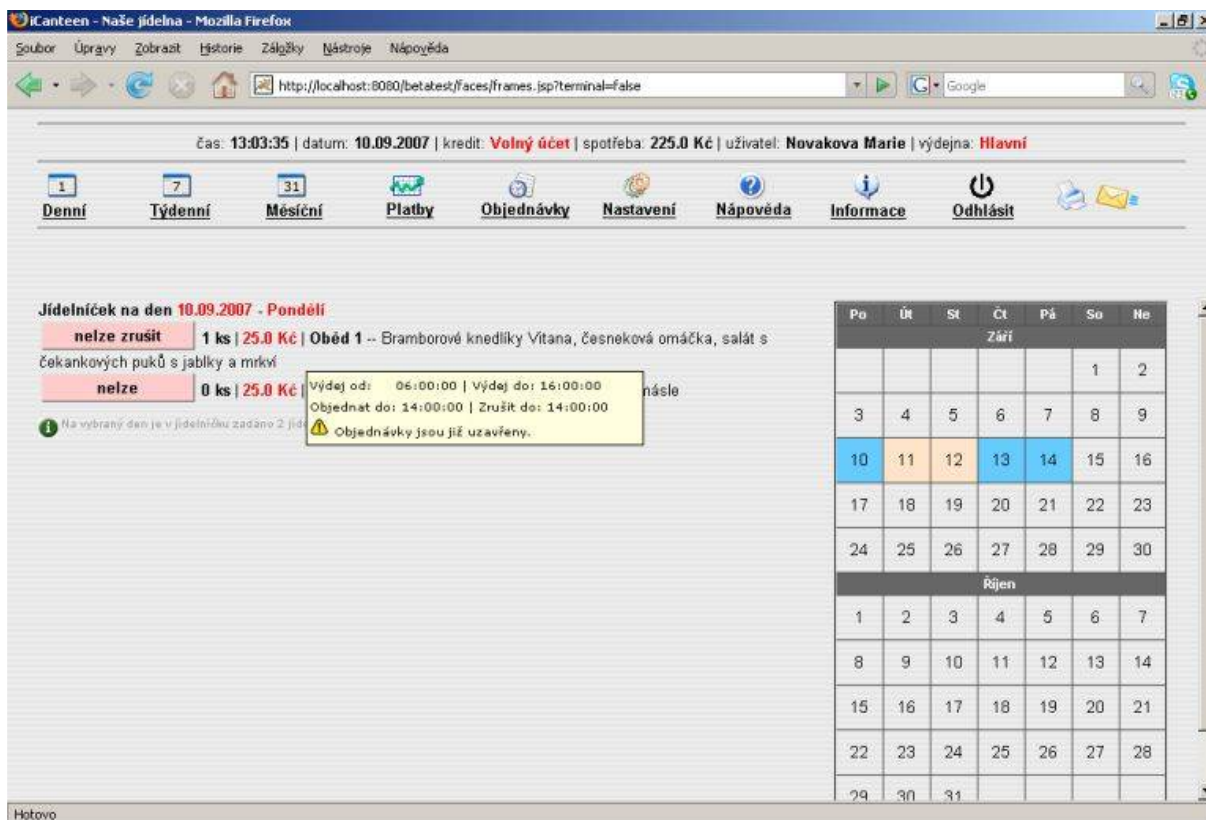 iCanteen - Naše jídelna - Mozilla Firefox
Soubor Úpravy Zobrazit Historie Záložky Nástroje Nápověda
http://localhost:8080/betatest/faces/frames.jsp?terminal=false
G Google
čas: 13:03:35 | datum: 10.09.2007 | kredit: Volný účet | spotřeba: 225.0 Kč | uživatel: Novakova Marie | výdejna: Hlavní
1 7 31
Denní Týdenní Měsíční Platby Objednávky Nastavení Nápověda Informace Odhlásit
Jídelníček na den 10.09.2007 - Pondělí
nelze zrušit 1 ks | 25.0 Kč | Oběd 1 -- Bramborové knedlíky Vitana, česneková omáčka, salát s
čekankových puků s jablky a mrkví
nelze 0 ks | 25.0 Kč | násle
Výdej od: 06:00:00 | Výdej do: 16:00:00
Objednat do: 14:00:00 | Zrušit do: 14:00:00
Objednávky jsou již uzavřeny.
Na vybraný den je v jídelníčku zadáno 2 jíd
Po Út St Čt Pá So Ne
Září
1 2
3 4 5 6 7 8 9
10 11 12 13 14 15 16
17 18 19 20 21 22 23
24 25 26 27 28 29 30
Říjen
1 2 3 4 5 6 7
8 9 10 11 12 13 14
15 16 17 18 19 20 21
22 23 24 25 26 27 28
29 30 31
Hotovo